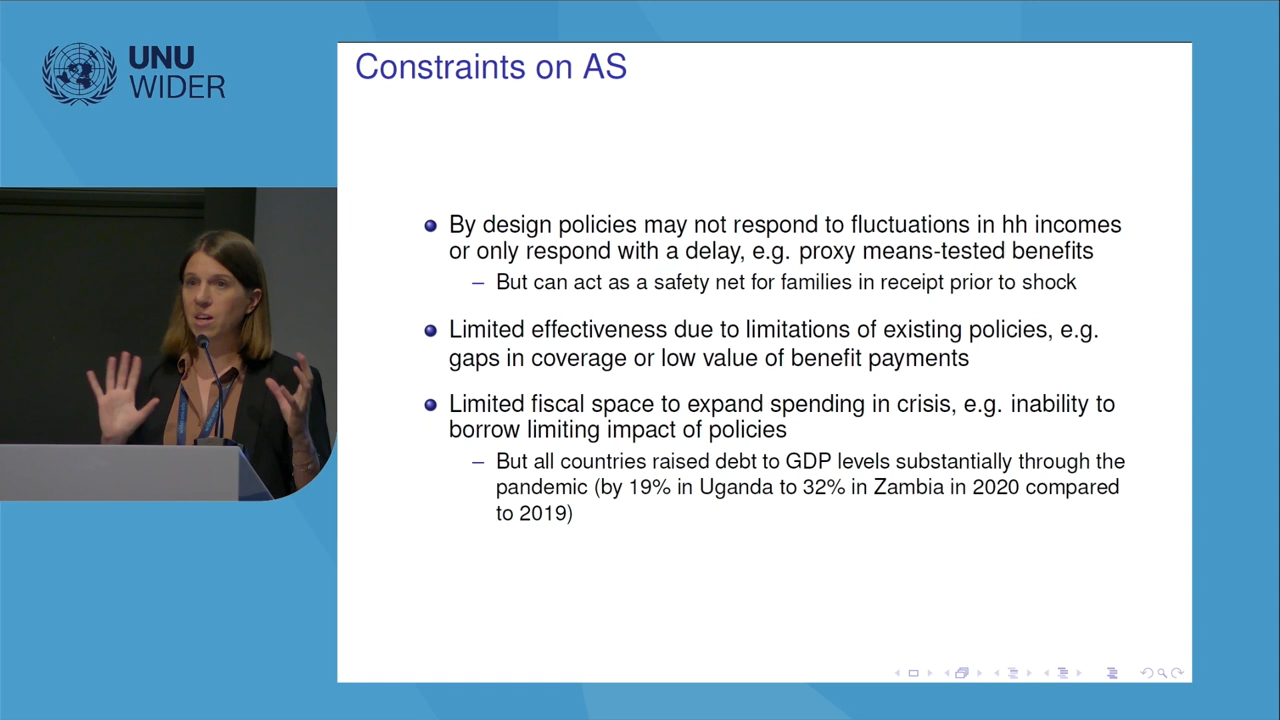 UNU
WIDER
Constraints on AS
By design policies may not respond to fluctuations in hh incomes
or only respond with a delay, e.g. proxy means-tested benefits
– But can act as a safety net for families in receipt prior to shock
Limited effectiveness due to limitations of existing policies, e.g.
gaps in coverage or low value of benefit payments
Limited fiscal space to expand spending in crisis, e.g. inability to
borrow limiting impact of policies
– But all countries raised debt to GDP levels substantially through the
pandemic (by 19% in Uganda to 32% in Zambia in 2020 compared
to 2019)